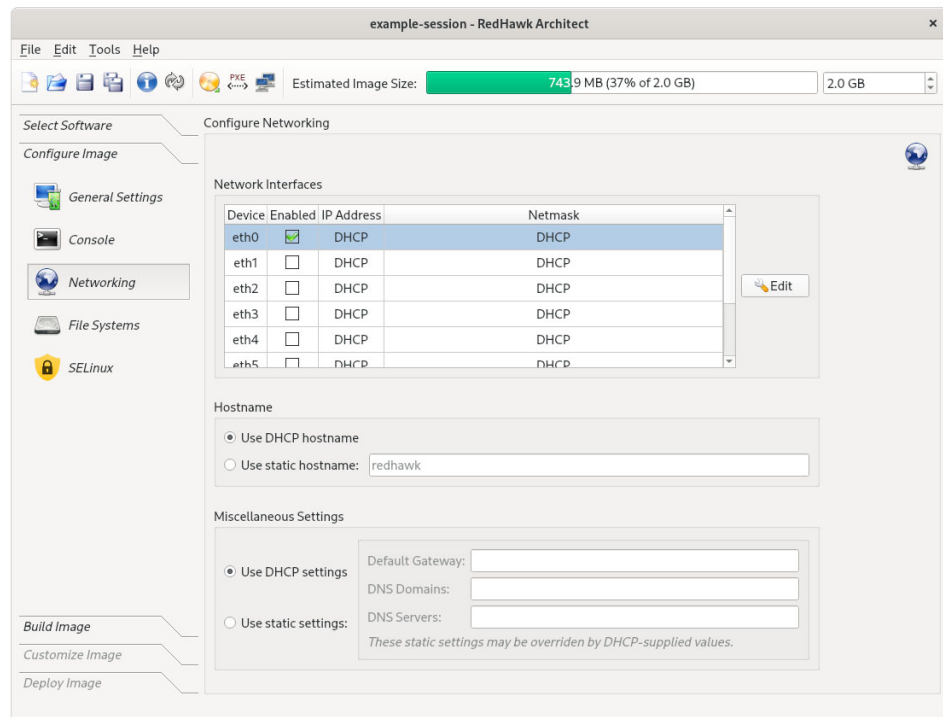 example-session - RedHawk Architect ×
File Edit Tools Help
PXE
Estimated Image Size: 743.9 MB (37% of 2.0 GB) 2.0 GB
Select Software
Configure Image
General Settings
Console
Networking
File Systems
SELinux
Build Image
Customize Image
Deploy Image
Configure Networking
Network Interfaces
Device Enabled IP Address Netmask
eth0 DHCP DHCP
eth1 DHCP DHCP
eth2 DHCP DHCP
eth3 DHCP DHCP
eth4 DHCP DHCP
eth5 DHCP DHCP
Edit
Hostname
Use DHCP hostname
Use static hostname: redhawk
Miscellaneous Settings
Use DHCP settings
Use static settings:
Default Gateway:
DNS Domains:
DNS Servers:
These static settings may be overriden by DHCP-supplied values.